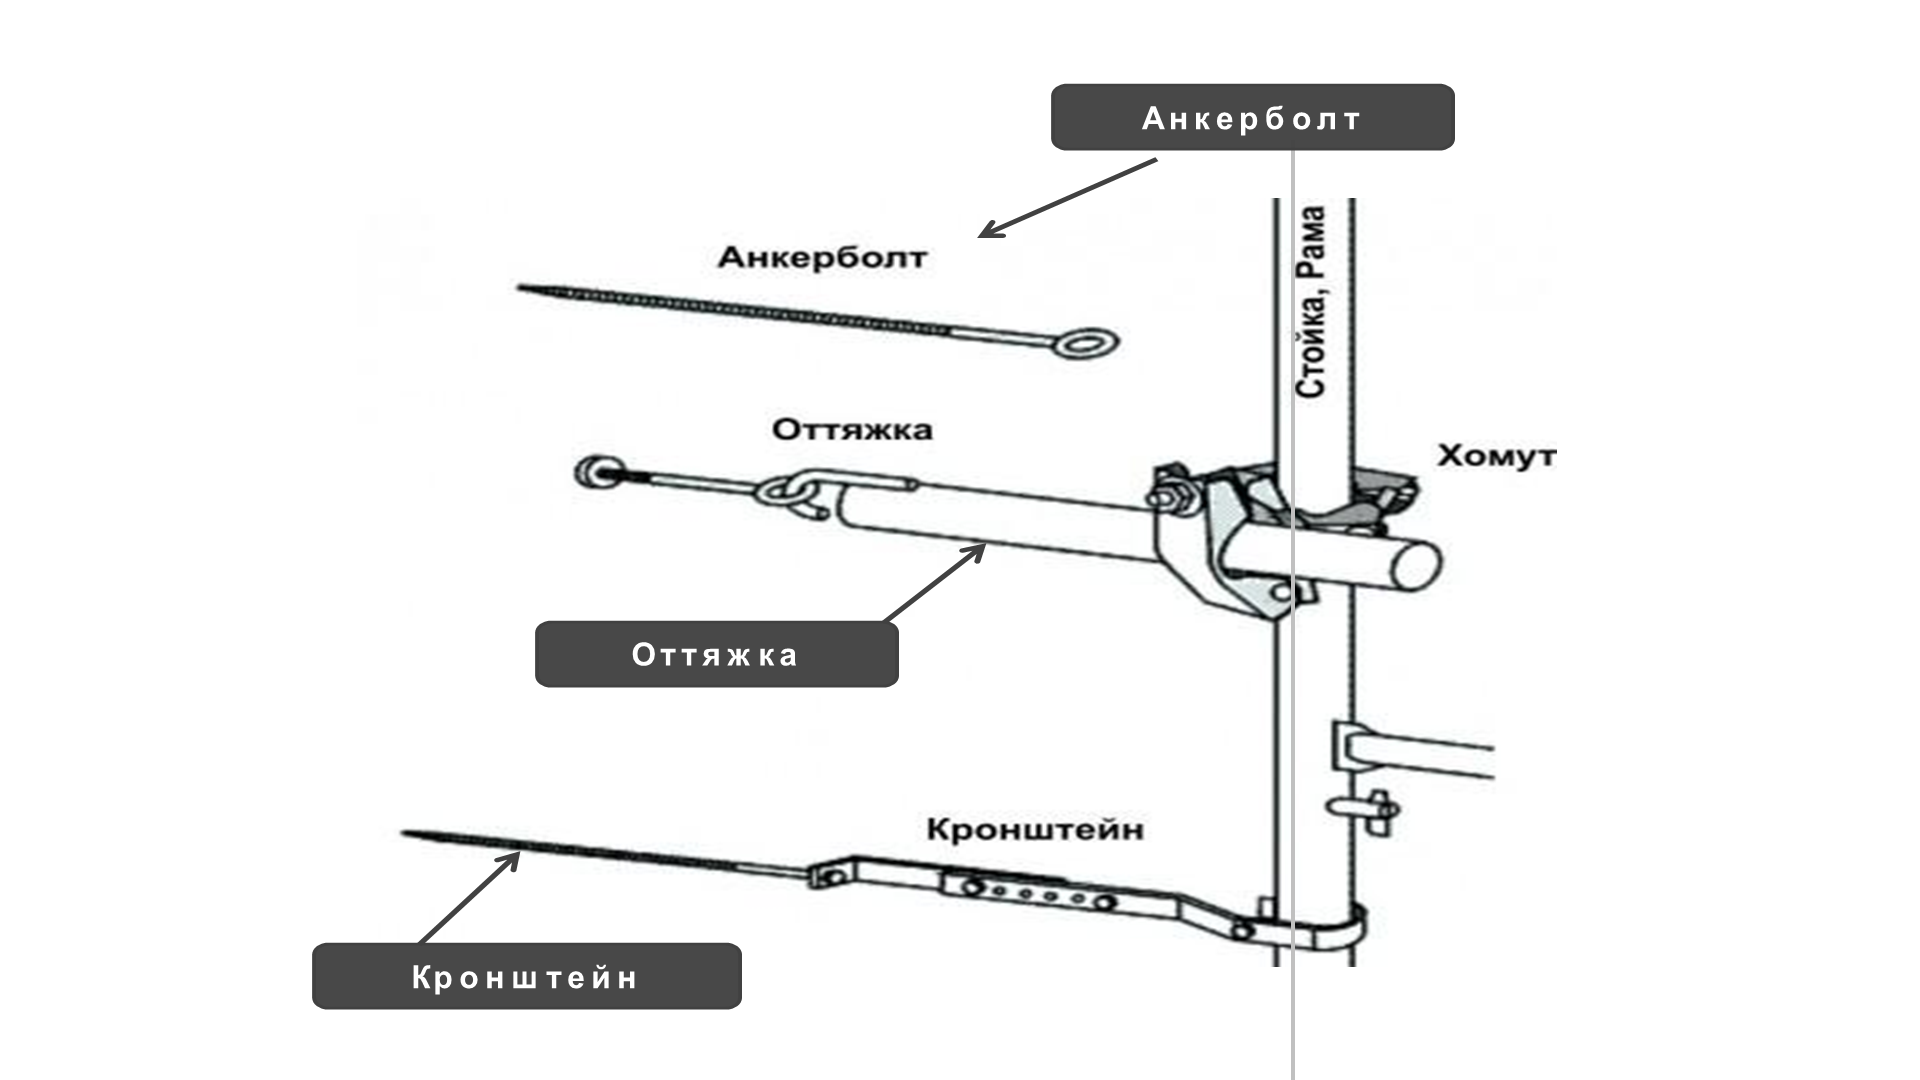 Анкерболт
Стойка, Рама
Анкерболт
Оттяжка
Хомут
Оттяжка
Кронштейн
Кронштейн